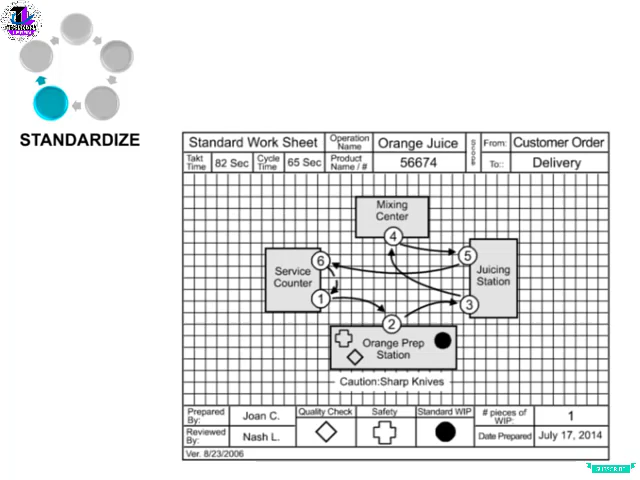 STANDARDIZE
Standard Work Sheet Operation Name Orange Juice Scope From: Customer Order
Takt Time 82 Sec Cycle Time 65 Sec Product Name / # 56674 To:: Delivery
Mixing
Center
4
5
6
Service
Counter
Juicing
Station
1
3
2
Orange Prep
Station
Caution:Sharp Knives
Prepared By: Joan C. Quality Check Safety Standard WIP # pieces of WIP: 1
Reviewed By: Nash L. Date Prepared July 17, 2014
Ver. 8/23/2006
SUBSCRIBE